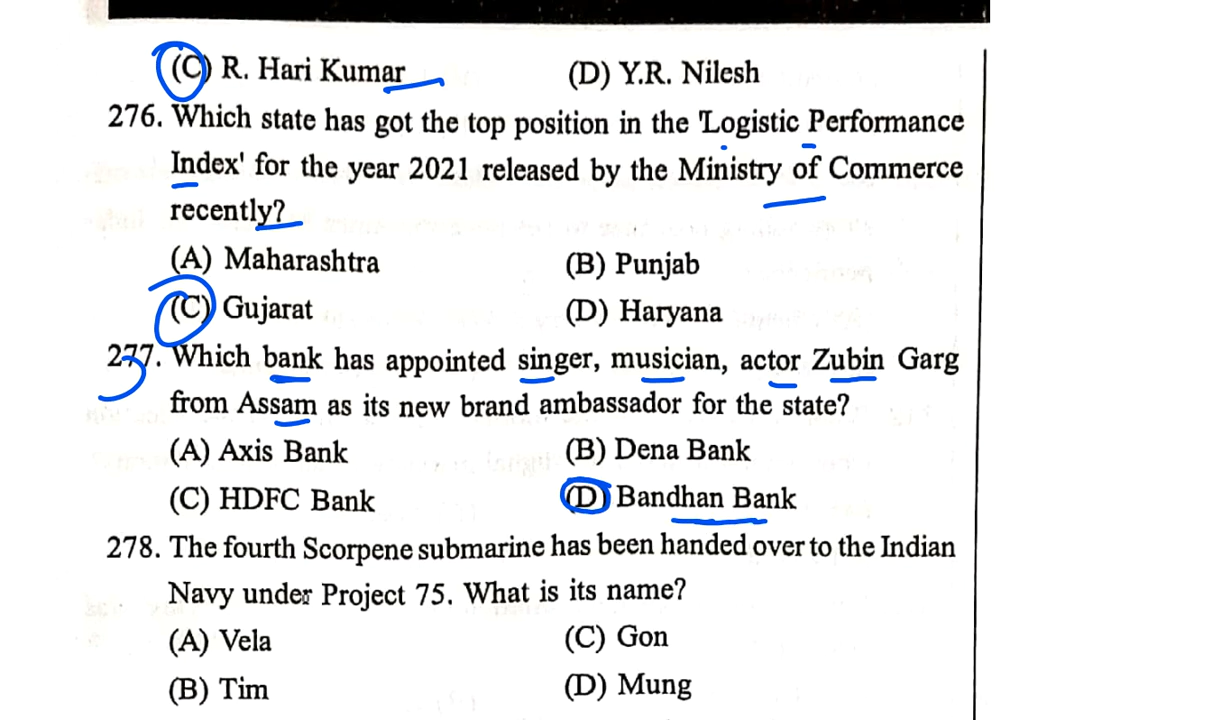 (C) R. Hari Kumar (D) Y.R. Nilesh
276. Which state has got the top position in the 'Logistic Performance
Index' for the year 2021 released by the Ministry of Commerce
recently?
(A) Maharashtra (B) Punjab
(C) Gujarat (D) Haryana
277. Which bank has appointed singer, musician, actor Zubin Garg
from Assam as its new brand ambassador for the state?
(A) Axis Bank (B) Dena Bank
(C) HDFC Bank (D) Bandhan Bank
278. The fourth Scorpene submarine has been handed over to the Indian
Navy under Project 75. What is its name?
(A) Vela (C) Gon
(B) Tim (D) Mung